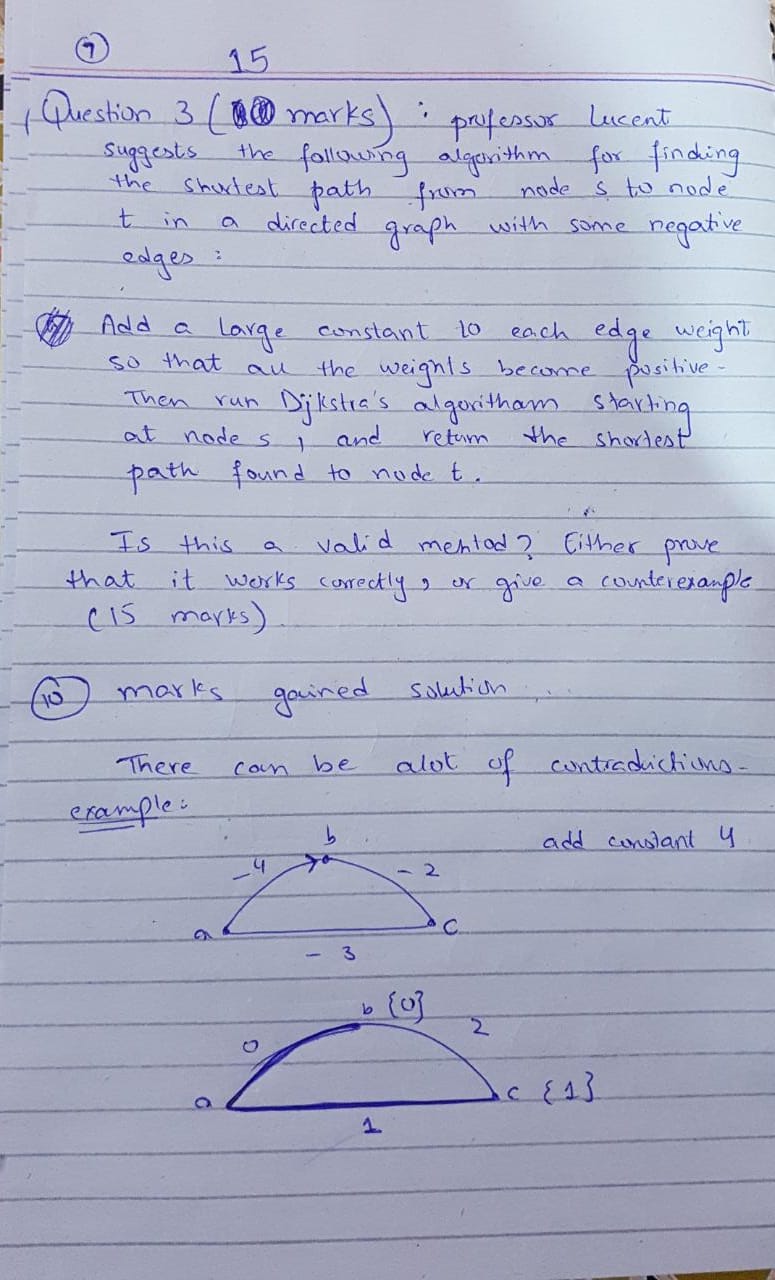 7
15
Question 3 ( marks) : professor Lucent
suggests the following algorithm for finding
the shortest path from node s to node
t in a directed graph with some negative
edges :
Add a large constant to each edge weight
so that all the weights become positive -
Then run Dijkstra's algoritham starting
at node s , and return the shortest
path found to node t .
Is this a valid mehtod ? Either prove
that it works correctly , or give a counterexample
(15 marks)
10 marks gained solution . .
There can be alot of contradictions -
example :
add constant 4
b
-4
- 2
a
c
- 3
b {0}
0
2
a
c {1}
1